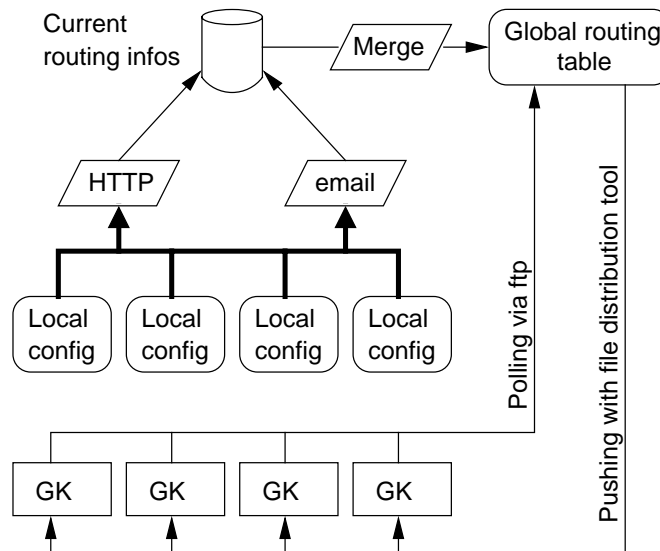 Current
routing infos
Merge
Global routing
table
HTTP
email
Local
config
Local
config
Local
config
Local
config
Polling via ftp
Pushing with file distribution tool
GK
GK
GK
GK